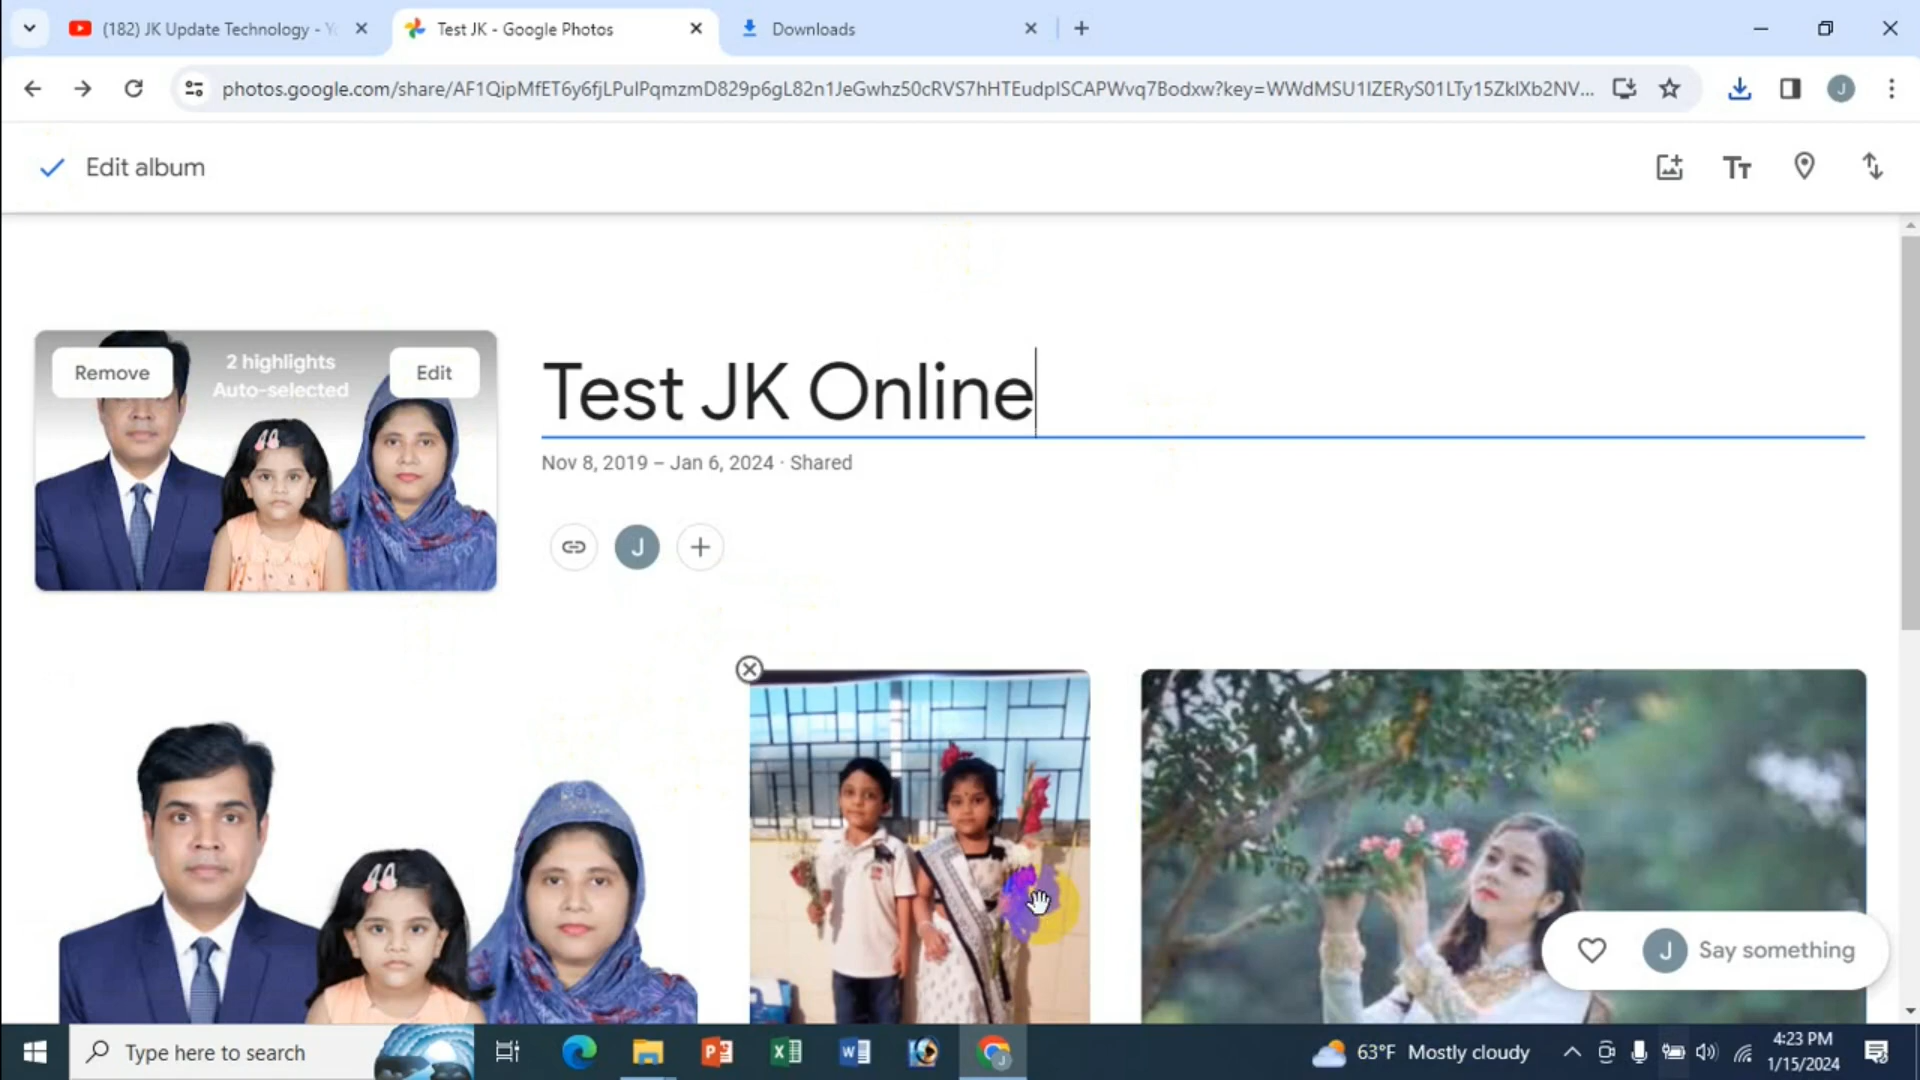 (182) JK Update Technology - Y
Test JK - Google Photos
Downloads
photos.google.com/share/AF1QipMfET6y6fjLPulPqmzmD829p6gL82n1JeGwhz50cRVS7hHTEudpISCAPWvq7Bodxw?key=WWdMSU1IZERyS01LTy15ZklXb2NV...
J
Edit album
Remove
2 highlights
Auto-selected
Edit
Test JK Online
Nov 8, 2019 – Jan 6, 2024 · Shared
J
J Say something
Type here to search
63°F Mostly cloudy
4:23 PM
1/15/2024